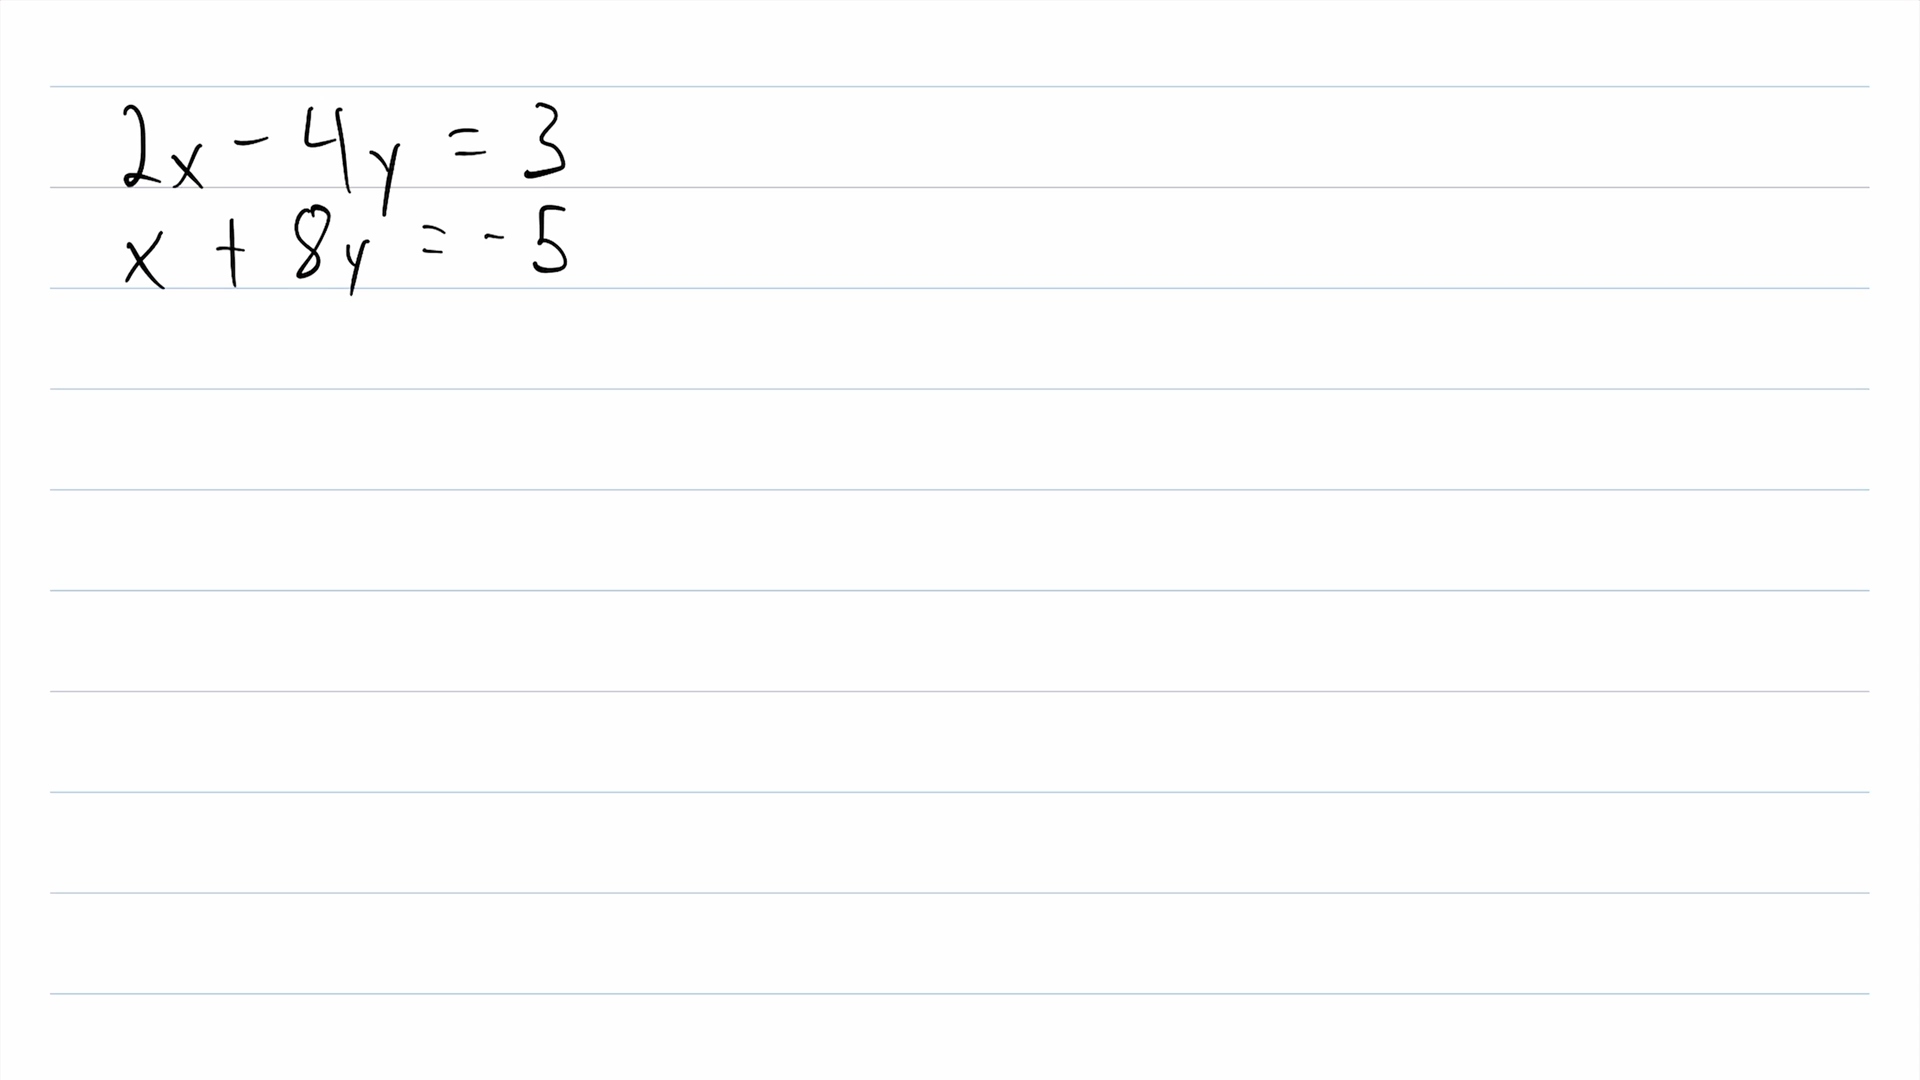 2x - 4y = 3
x + 8y = -5